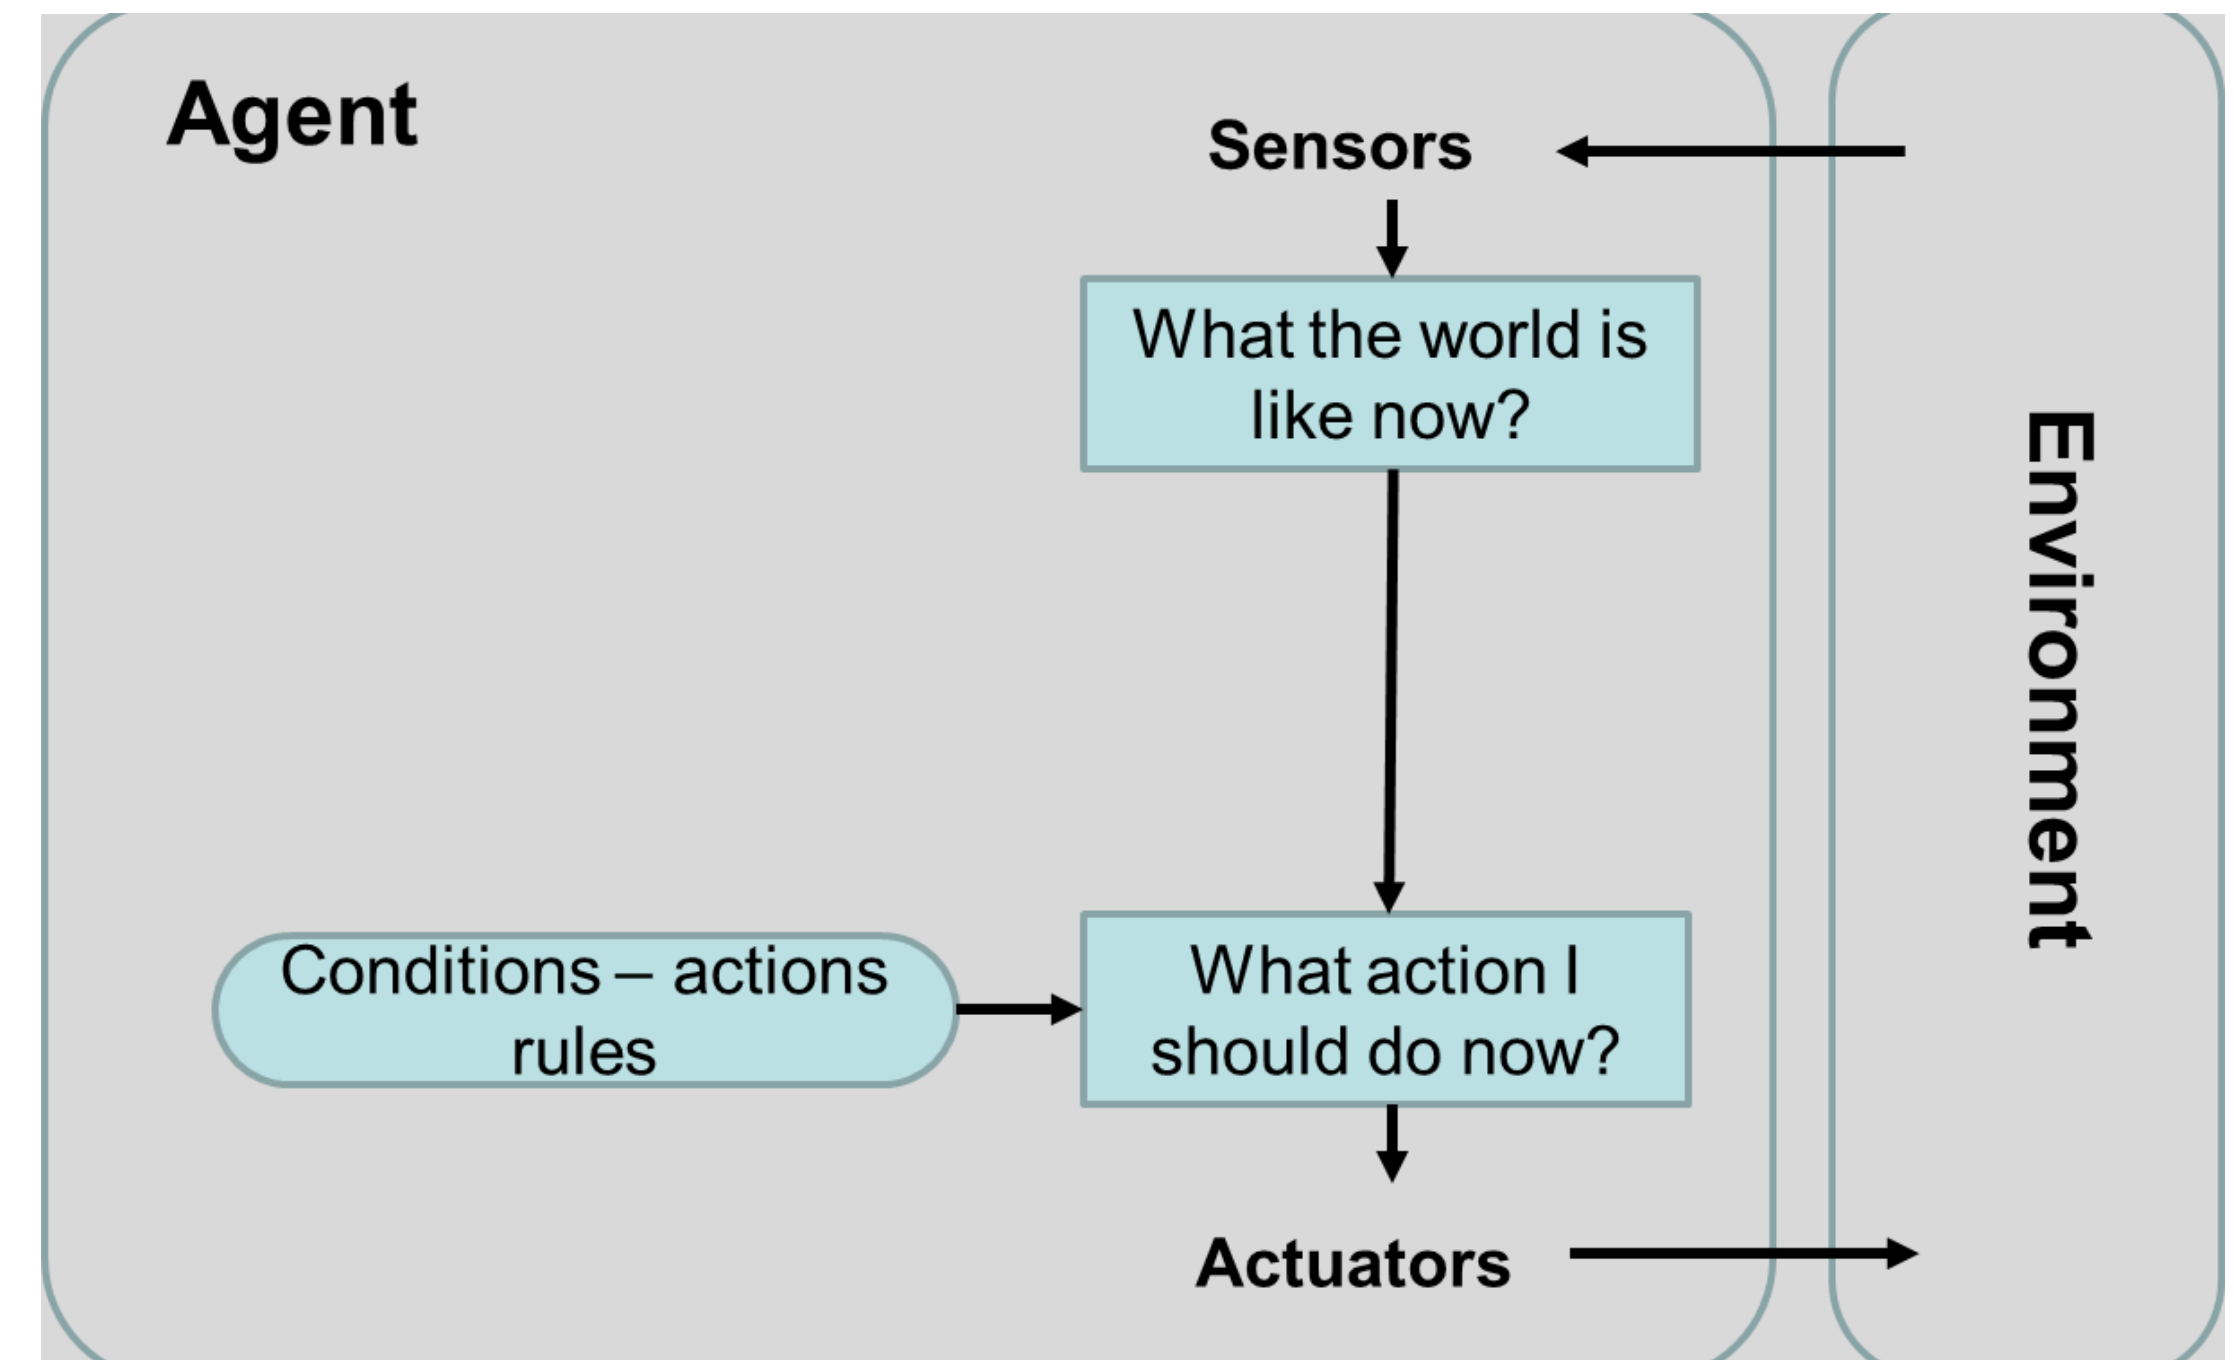 Agent
Sensors
What the world is
like now?
Environment
Conditions – actions
rules
What action I
should do now?
Actuators